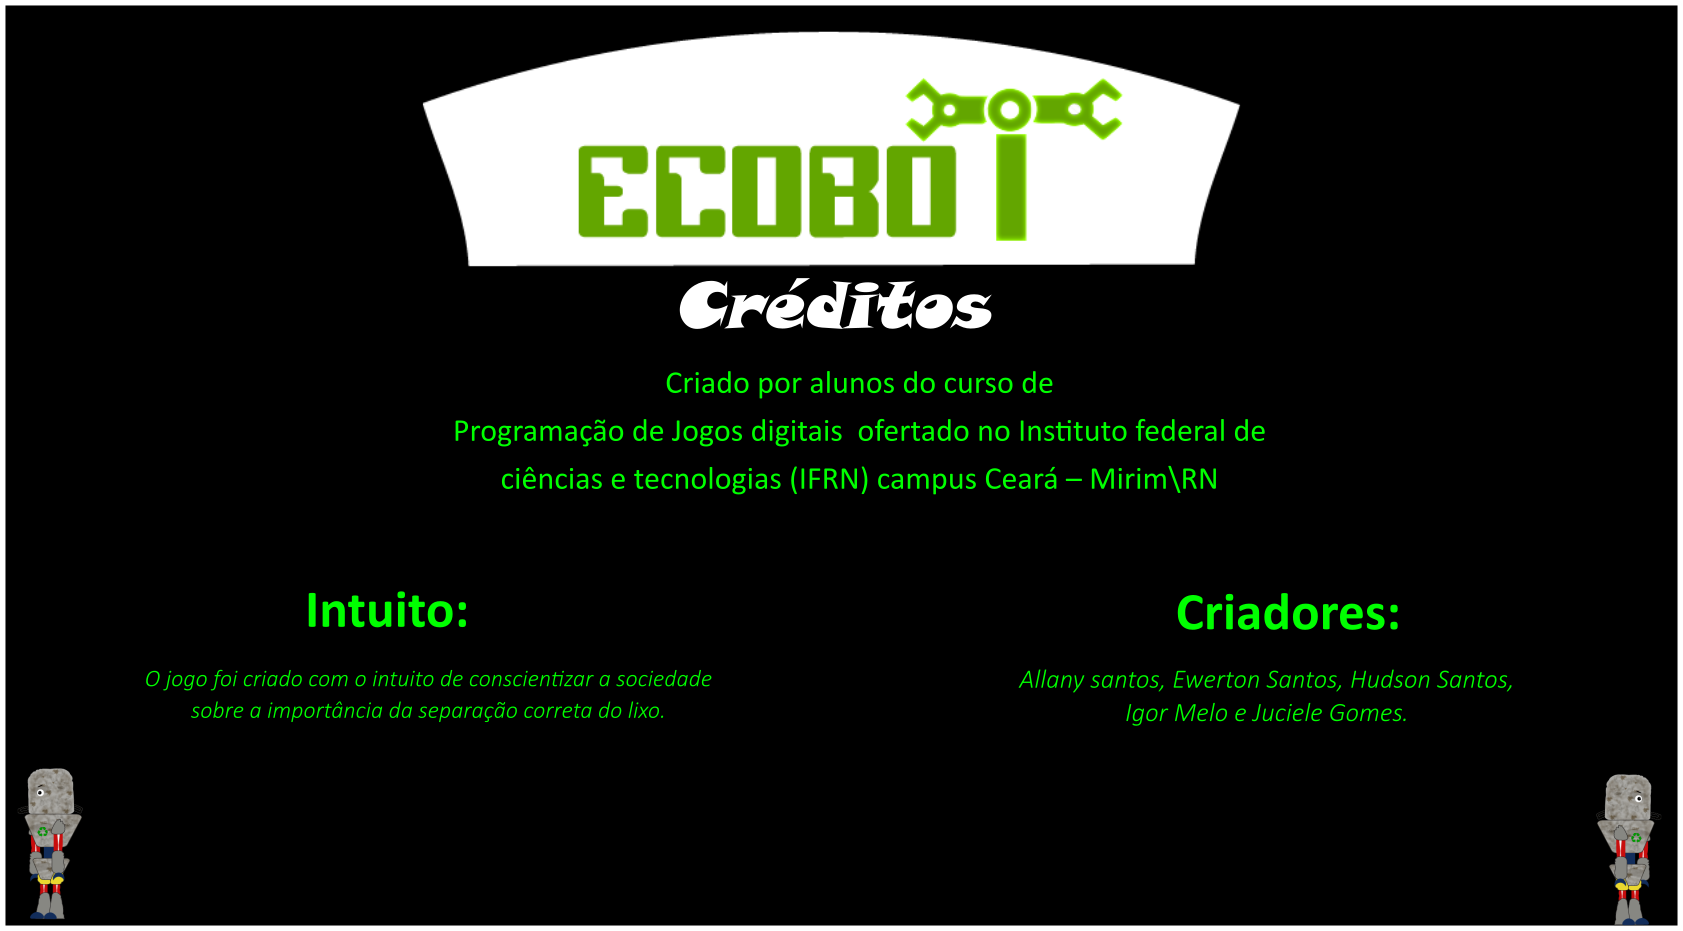 ECOBOT
Créditos
Criado por alunos do curso de
Programação de Jogos digitais ofertado no Instituto federal de
ciências e tecnologias (IFRN) campus Ceará – Mirim\RN
Intuito:
O jogo foi criado com o intuito de conscientizar a sociedade
sobre a importância da separação correta do lixo.
Criadores:
Allany santos, Ewerton Santos, Hudson Santos,
Igor Melo e Juciele Gomes.